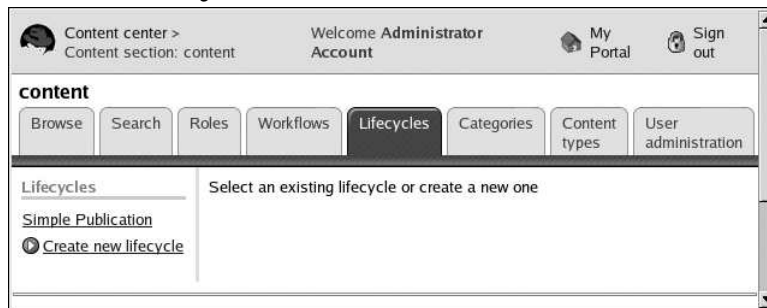 Content center >
Content section: content
Welcome Administrator
Account
My
Portal
Sign
out
content
Browse
Search
Roles
Workflows
Lifecycles
Categories
Content
types
User
administration
Lifecycles
Select an existing lifecycle or create a new one
Simple Publication
Create new lifecycle